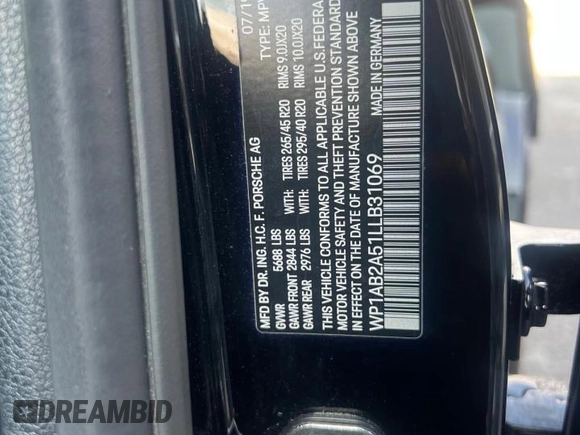 MFD BY DR. ING. H.C. F. PORSCHE AG 07/1
GVWR 5688 LBS TYPE: MPV
GAWR FRONT 2844 LBS WITH: TIRES 265/45 R20 RIMS 9.0JX20
GAWR REAR 2976 LBS WITH: TIRES 295/40 R20 RIMS 10.0JX20
THIS VEHICLE CONFORMS TO ALL APPLICABLE U.S. FEDERA
MOTOR VEHICLE SAFETY AND THEFT PREVENTION STANDARD
IN EFFECT ON THE DATE OF MANUFACTURE SHOWN ABOVE
WP1AB2A51LLB31069 MADE IN GERMANY
DREAMBID